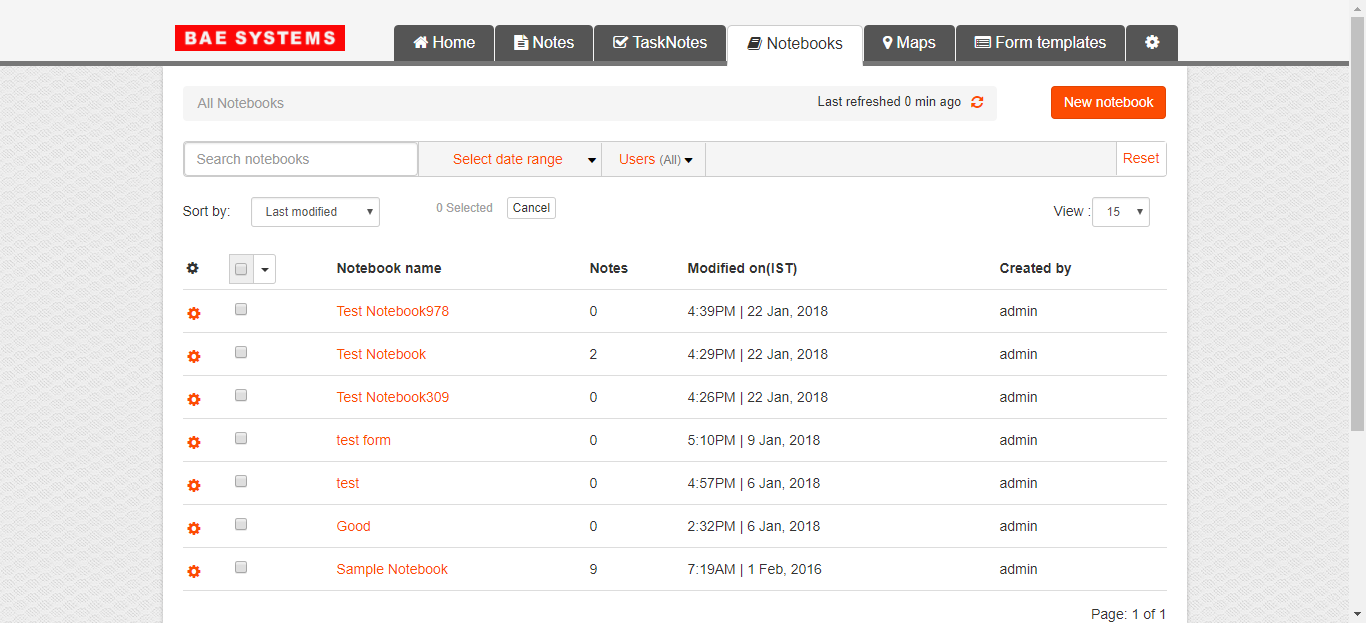 BAE SYSTEMS
Home Notes TaskNotes Notebooks Maps Form templates
All Notebooks Last refreshed 0 min ago New notebook
Search notebooks Select date range Users (All) Reset
Sort by: Last modified 0 Selected Cancel View : 15
Notebook name Notes Modified on(IST) Created by
Test Notebook978 0 4:39PM | 22 Jan, 2018 admin
Test Notebook 2 4:29PM | 22 Jan, 2018 admin
Test Notebook309 0 4:26PM | 22 Jan, 2018 admin
test form 0 5:10PM | 9 Jan, 2018 admin
test 0 4:57PM | 6 Jan, 2018 admin
Good 0 2:32PM | 6 Jan, 2018 admin
Sample Notebook 9 7:19AM | 1 Feb, 2016 admin
Page: 1 of 1